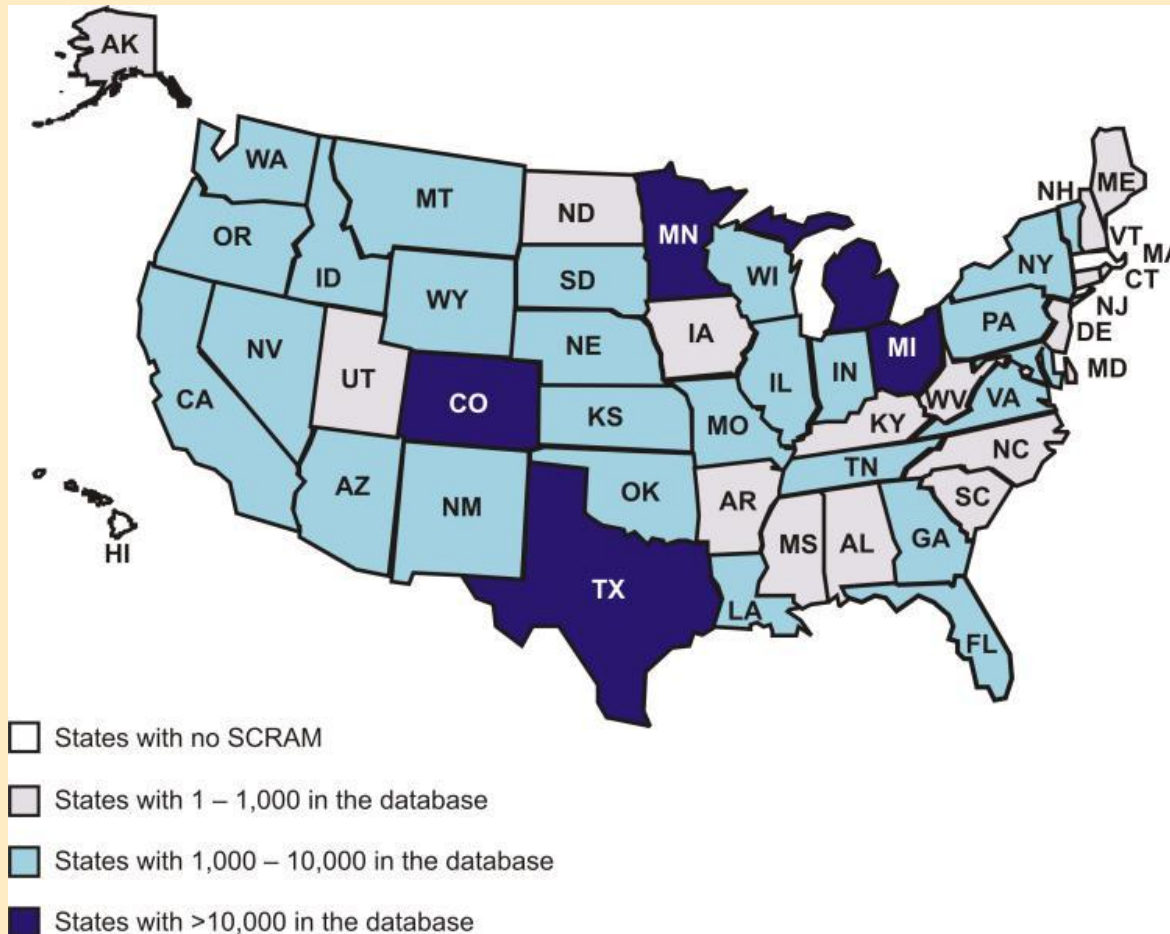 AK
WA
MT
ND
MN
NH
ME
OR
VT
MA
ID
SD
WI
NY
CT
WY
NJ
IA
PA
DE
NV
NE
MI
UT
IL
IN
MD
CA
CO
WV
VA
KS
MO
KY
NC
TN
AZ
NM
OK
AR
SC
MS
AL
GA
HI
TX
LA
FL
States with no SCRAM
States with 1 – 1,000 in the database
States with 1,000 – 10,000 in the database
States with >10,000 in the database